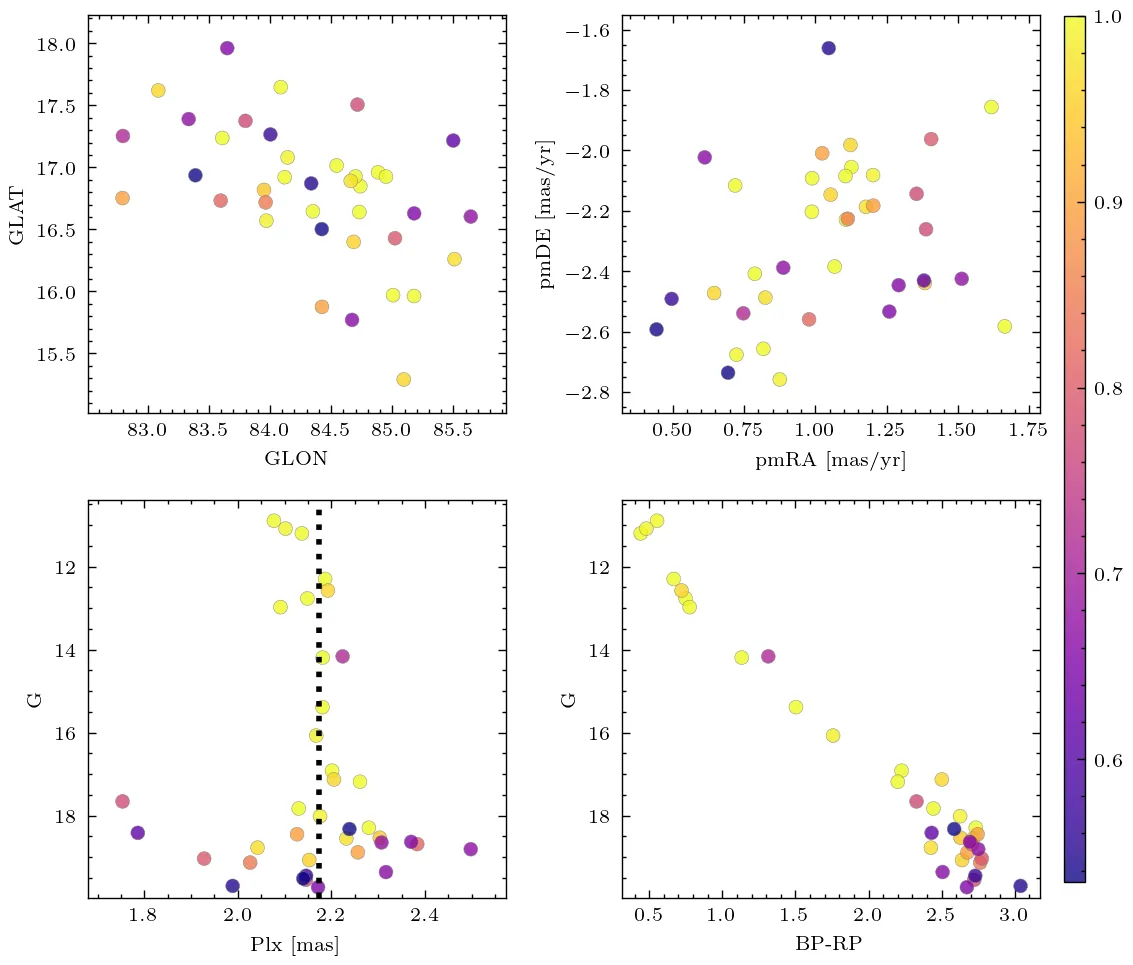 18.0
17.5
17.0
16.5
16.0
15.5
GLAT
83.0 83.5 84.0 84.5 85.0 85.5
GLON
−1.6
−1.8
−2.0
−2.2
−2.4
−2.6
−2.8
pmDE [mas/yr]
0.50 0.75 1.00 1.25 1.50 1.75
pmRA [mas/yr]
12
14
16
18
G
1.8 2.0 2.2 2.4
Plx [mas]
12
14
16
18
G
0.5 1.0 1.5 2.0 2.5 3.0
BP-RP
1.0
0.9
0.8
0.7
0.6